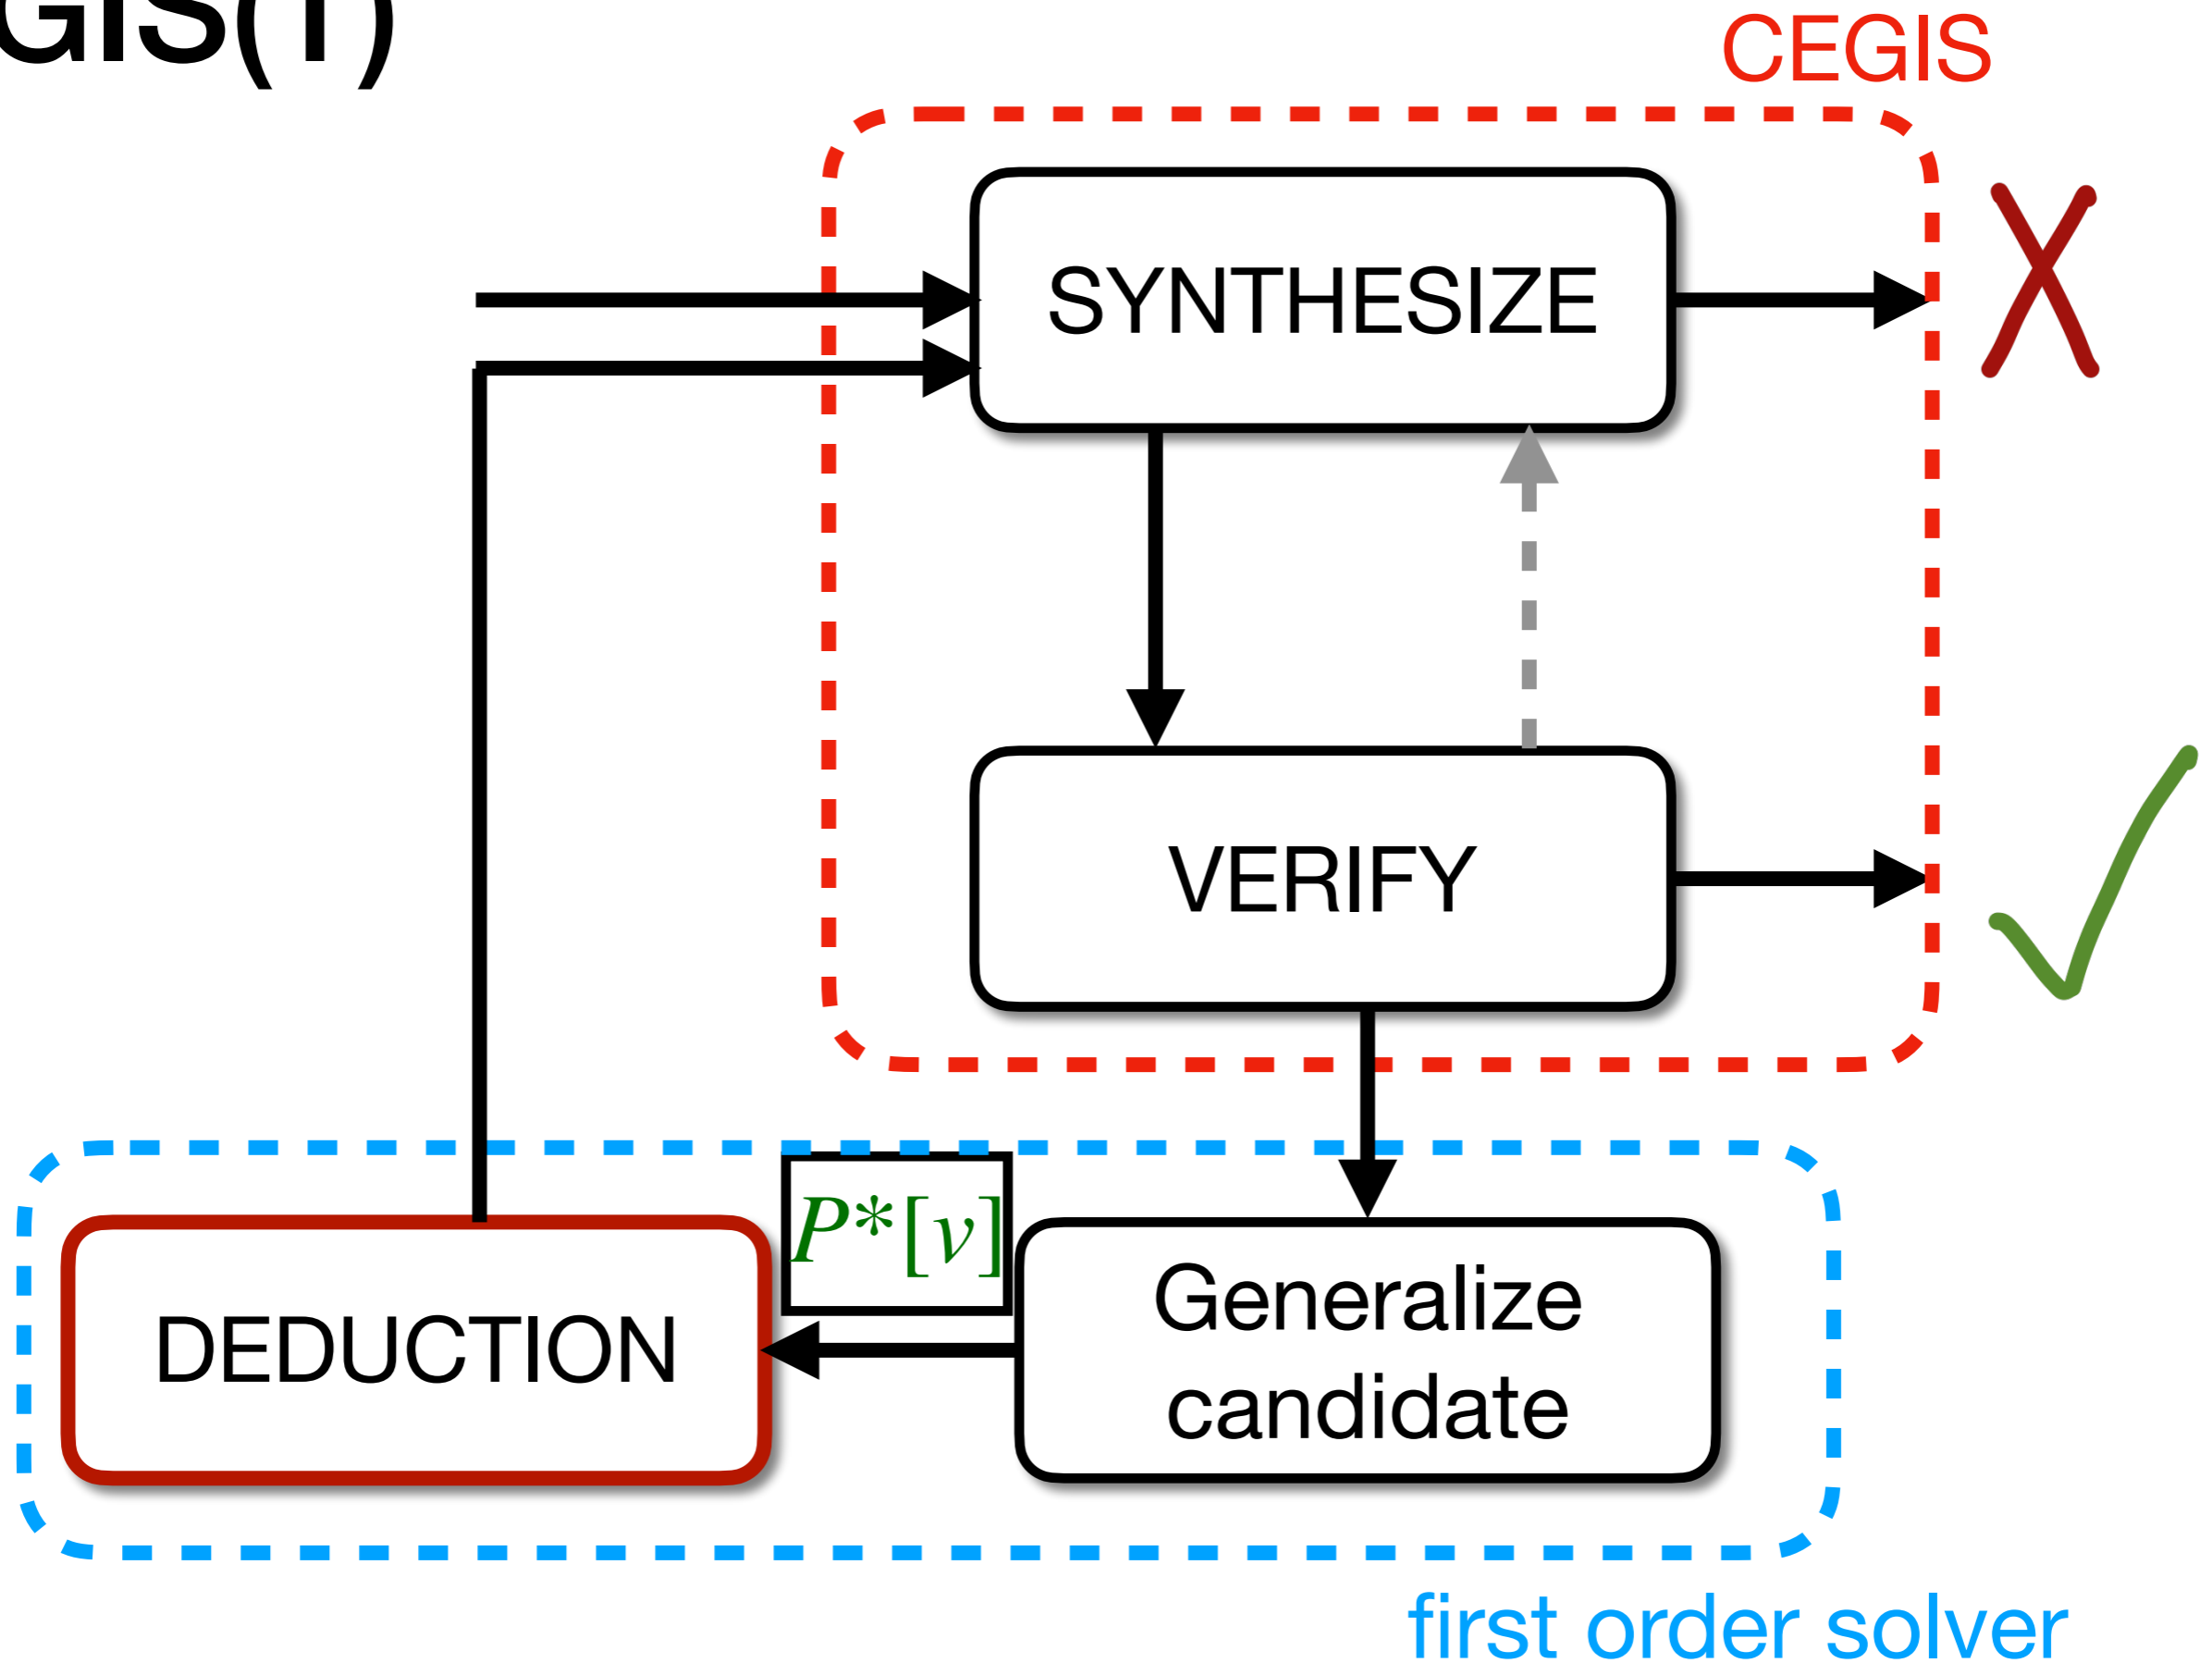 GIS(T)
CEGIS
SYNTHESIZE
VERIFY
P*[v]
DEDUCTION
Generalize
candidate
first order solver